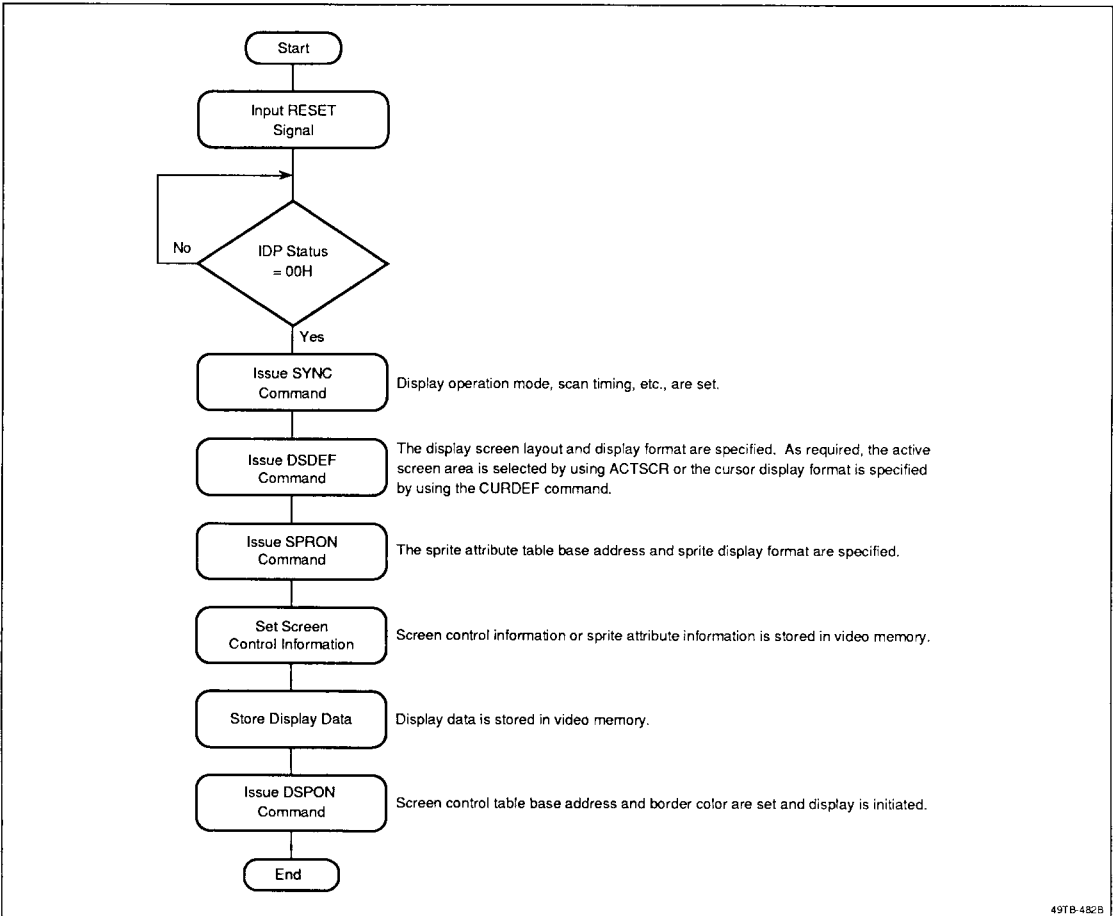 Start
Input RESET
Signal
No
IDP Status
= 00H
Yes
Issue SYNC
Command
Display operation mode, scan timing, etc., are set.
Issue DSDEF
Command
The display screen layout and display format are specified. As required, the active
screen area is selected by using ACTSCR or the cursor display format is specified
by using the CURDEF command.
Issue SPRON
Command
The sprite attribute table base address and sprite display format are specified.
Set Screen
Control Information
Screen control information or sprite attribute information is stored in video memory.
Store Display Data
Display data is stored in video memory.
Issue DSPON
Command
Screen control table base address and border color are set and display is initiated.
End
49TB-482B